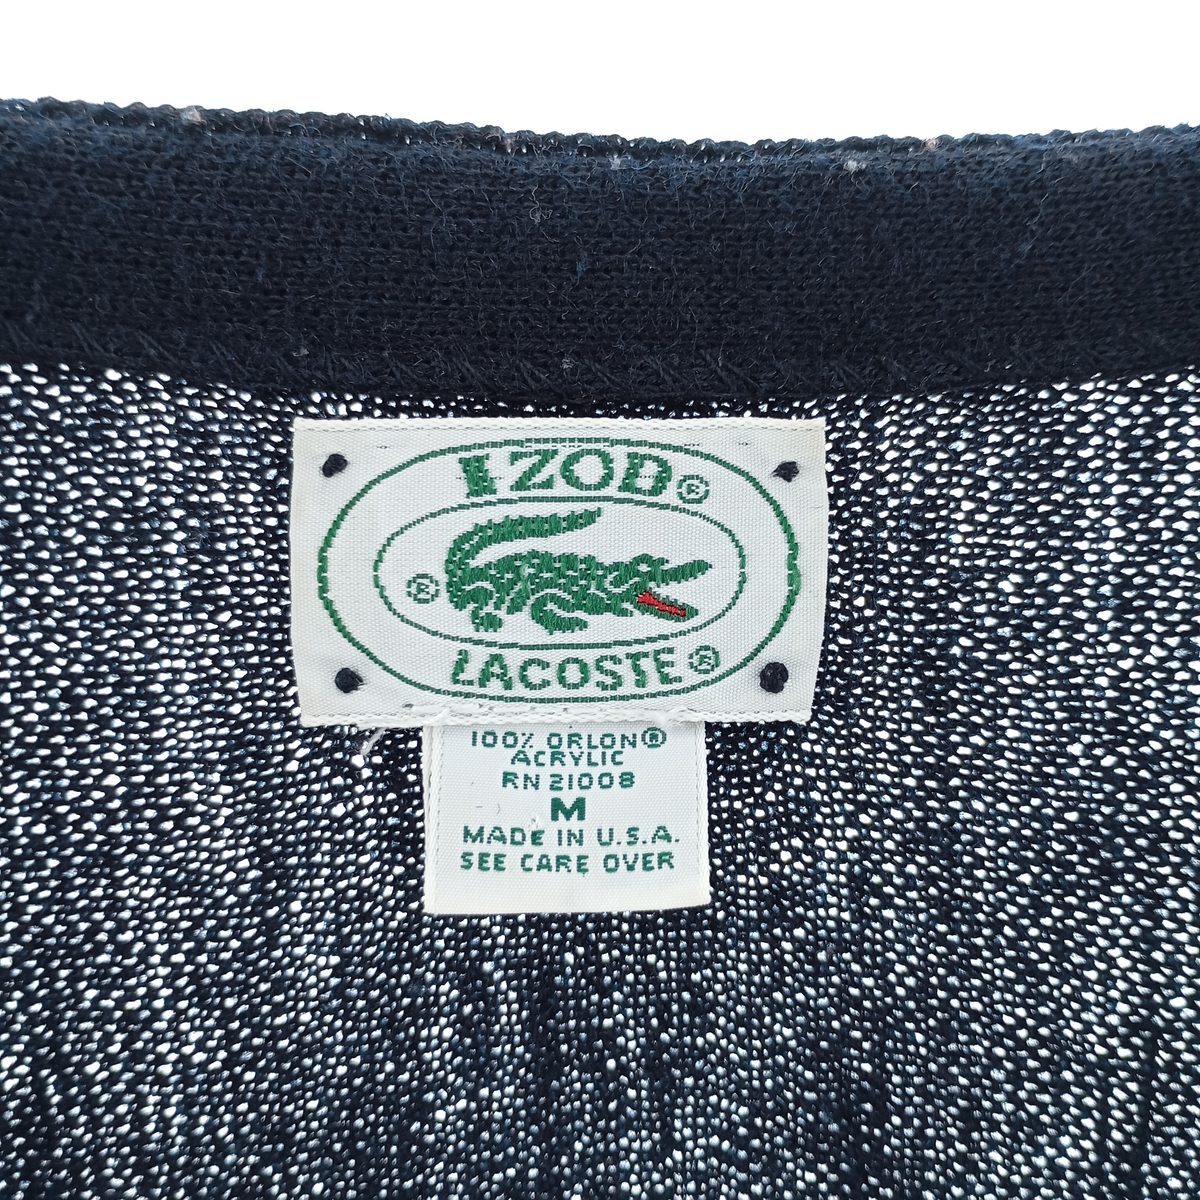 IZOD®
®
LACOSTE®
100% ORLON®
ACRYLIC
RN 21008
M
MADE IN U.S.A.
SEE CARE OVER